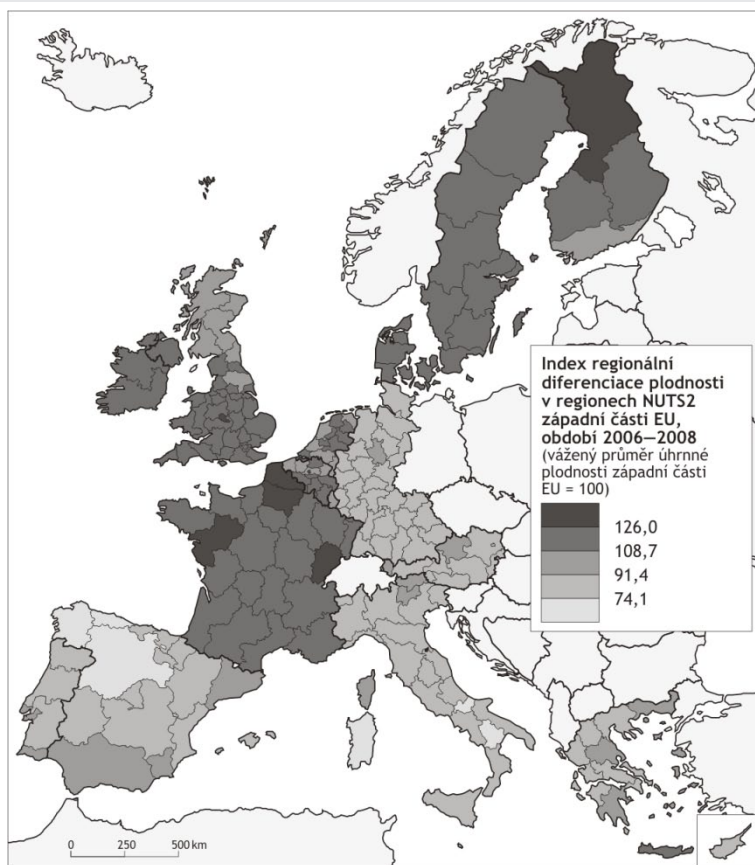 Index regionální
diferenciace plodnosti
v regionech NUTS2
západní části EU,
období 2006—2008
(vážený průměr úhrnné
plodnosti západní části
EU = 100)
126,0
108,7
91,4
74,1
0 250 500 km